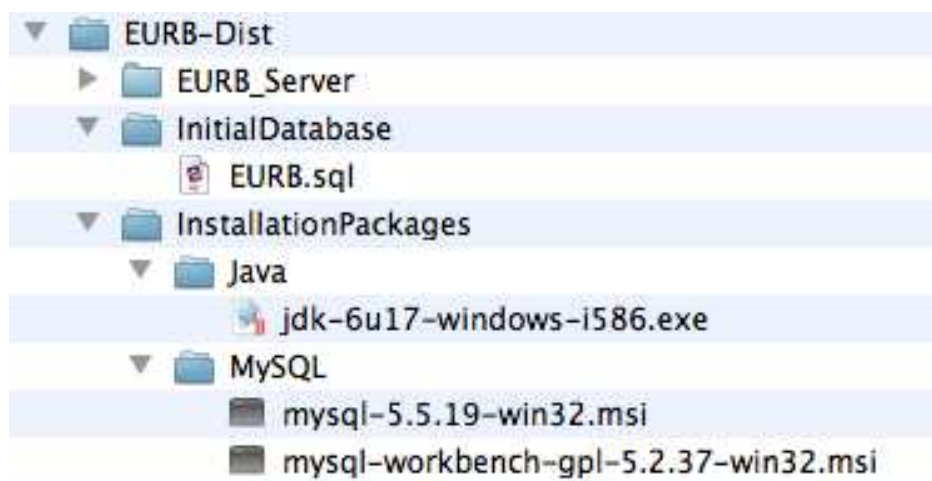 EURB-Dist
EURB_Server
InitialDatabase
EURB.sql
InstallationPackages
Java
jdk-6u17-windows-i586.exe
MySQL
mysql-5.5.19-win32.msi
mysql-workbench-gpl-5.2.37-win32.msi